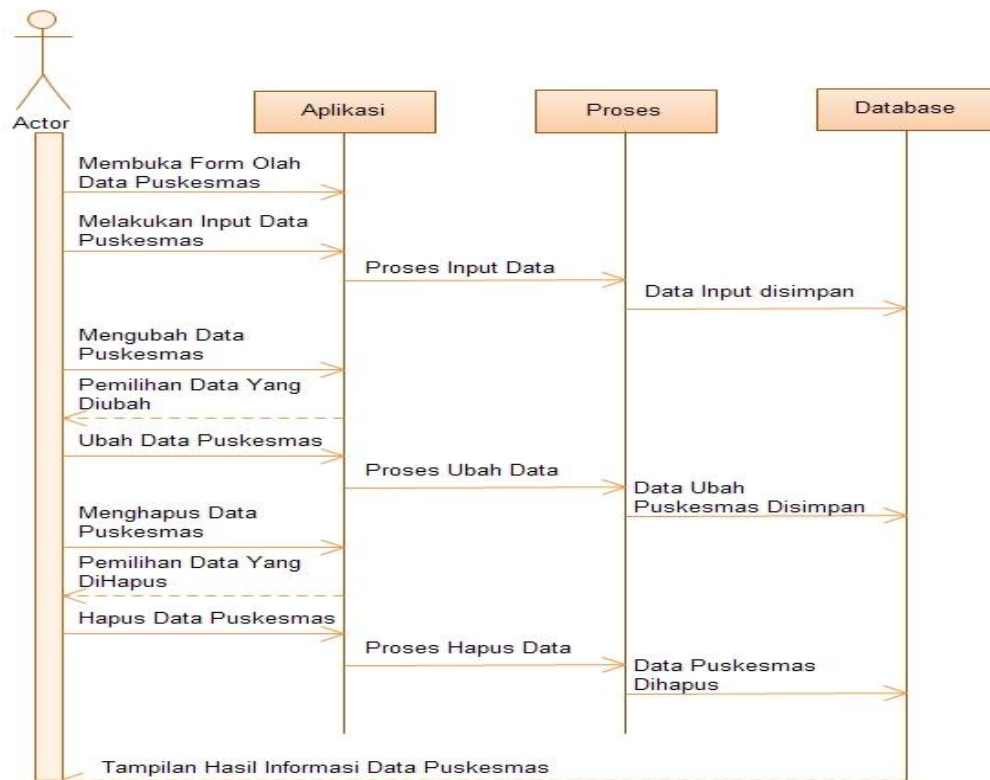 Actor
Aplikasi
Proses
Database
Membuka Form Olah
Data Puskesmas
Melakukan Input Data
Puskesmas
Proses Input Data
Data Input disimpan
Mengubah Data
Puskesmas
Pemilihan Data Yang
Diubah
Ubah Data Puskesmas
Proses Ubah Data
Data Ubah
Puskesmas Disimpan
Menghapus Data
Puskesmas
Pemilihan Data Yang
DiHapus
Hapus Data Puskesmas
Proses Hapus Data
Data Puskesmas
Dihapus
Tampilan Hasil Informasi Data Puskesmas